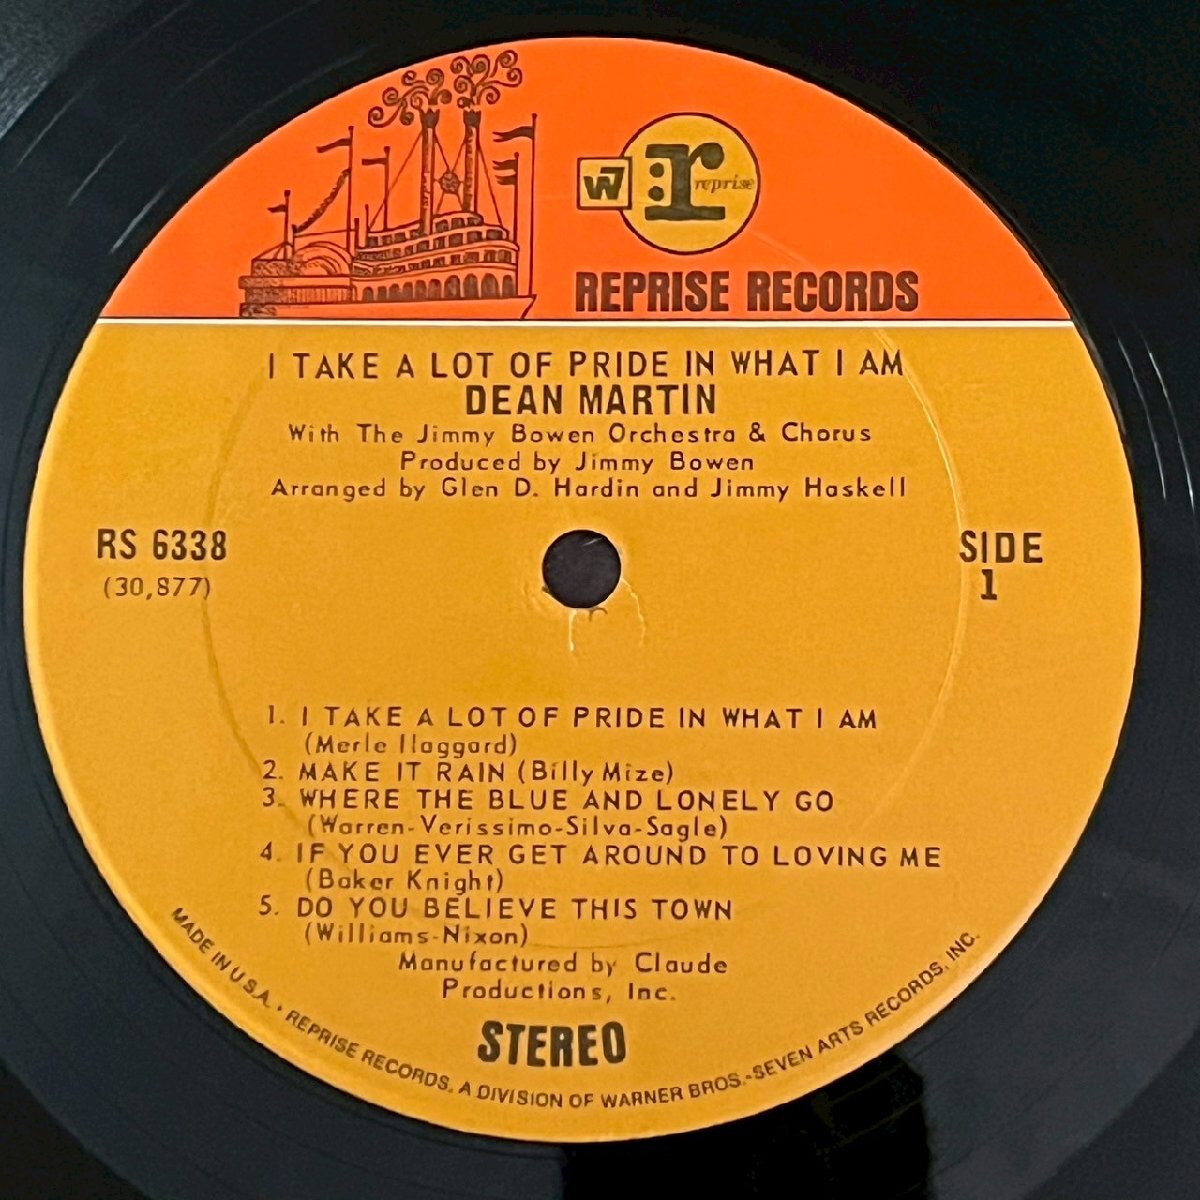 W7 r reprise
REPRISE RECORDS
I TAKE A LOT OF PRIDE IN WHAT I AM
DEAN MARTIN
With The Jimmy Bowen Orchestra & Chorus
Produced by Jimmy Bowen
Arranged by Glen D. Hardin and Jimmy Haskell
RS 6338
(30,877)
SIDE
1
1. I TAKE A LOT OF PRIDE IN WHAT I AM
(Merle Haggard)
2. MAKE IT RAIN (Billy Mize)
3. WHERE THE BLUE AND LONELY GO
(Warren-Verissimo-Silva-Sagle)
4. IF YOU EVER GET AROUND TO LOVING ME
(Baker Knight)
5. DO YOU BELIEVE THIS TOWN
(Williams-Nixon)
Manufactured by Claude
Productions, Inc.
STEREO
MADE IN U.S.A. • REPRISE RECORDS, A DIVISION OF WARNER BROS.-SEVEN ARTS RECORDS, INC.